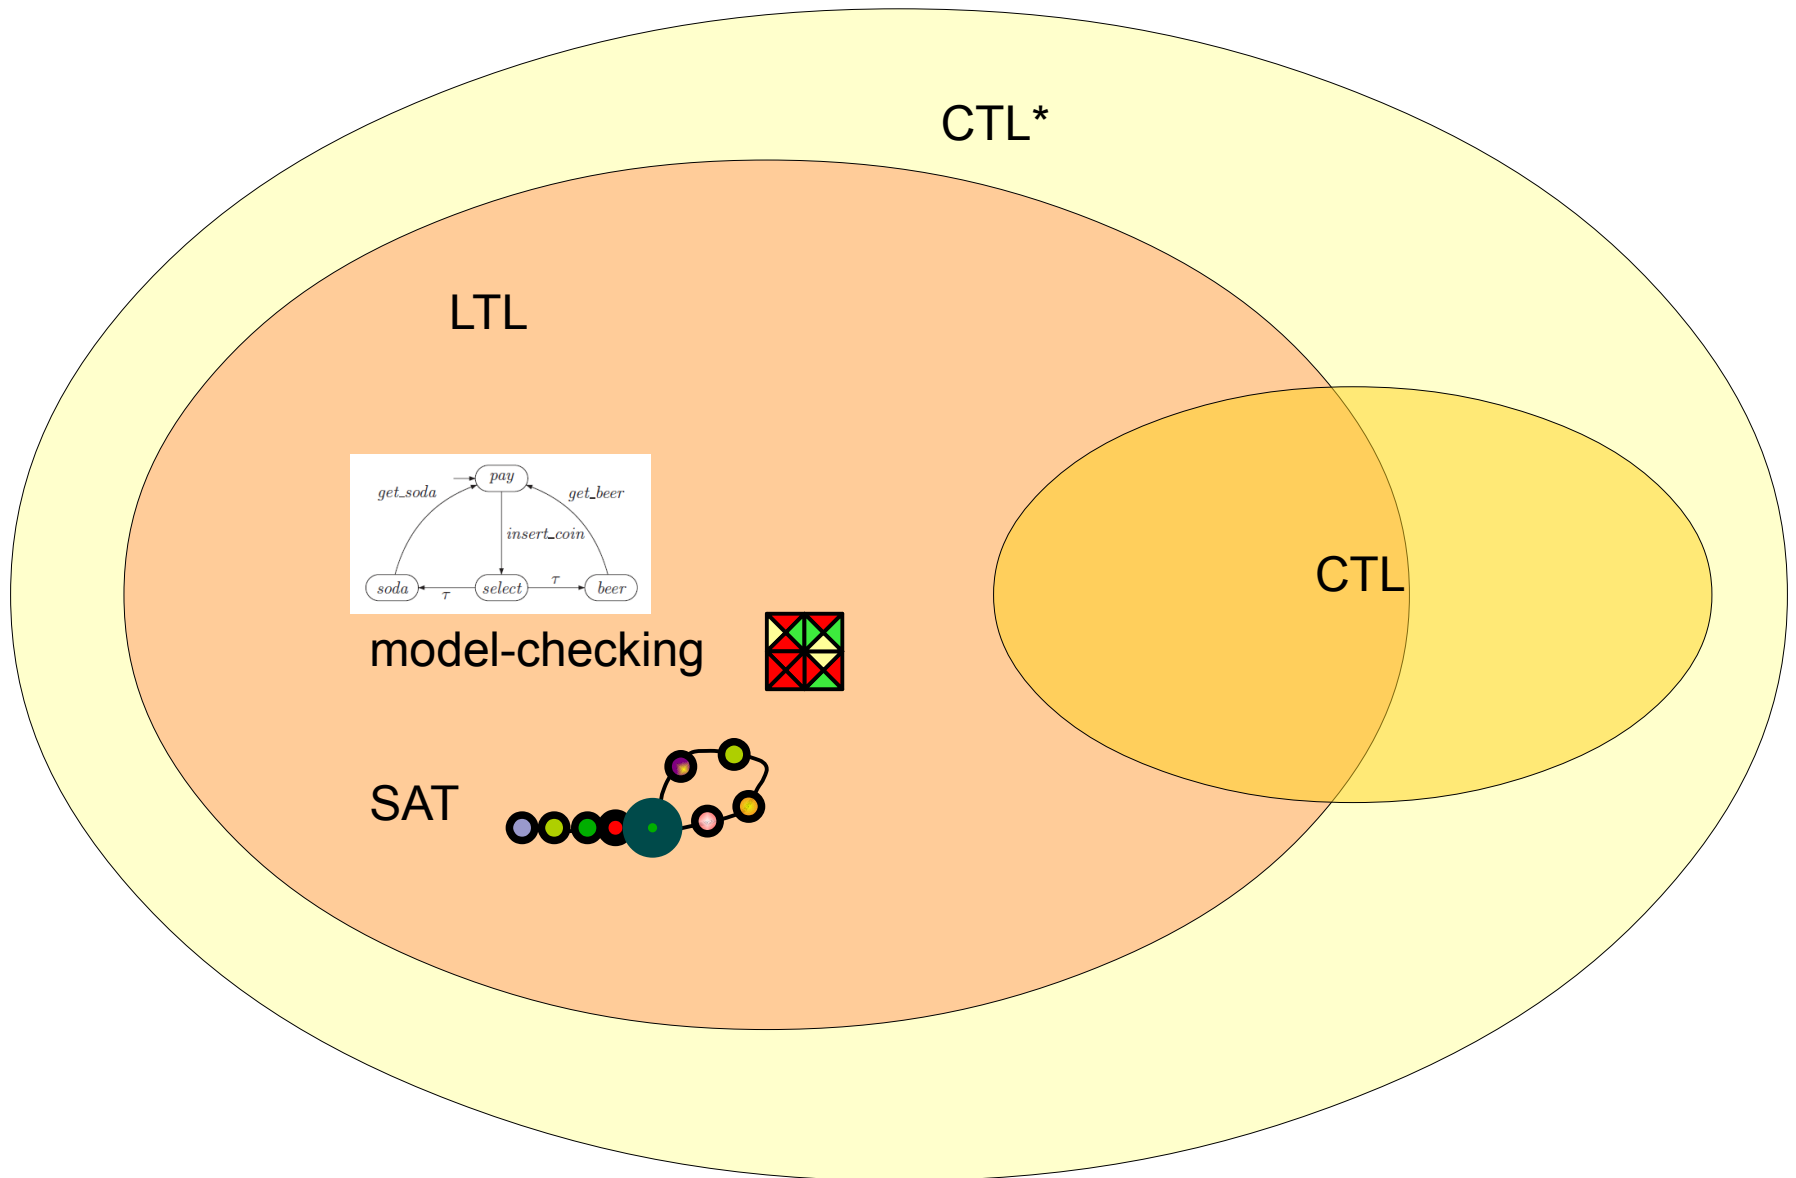 CTL*
LTL
pay
get_soda
get_beer
insert_coin
soda
τ
select
τ
beer
CTL
model-checking
SAT